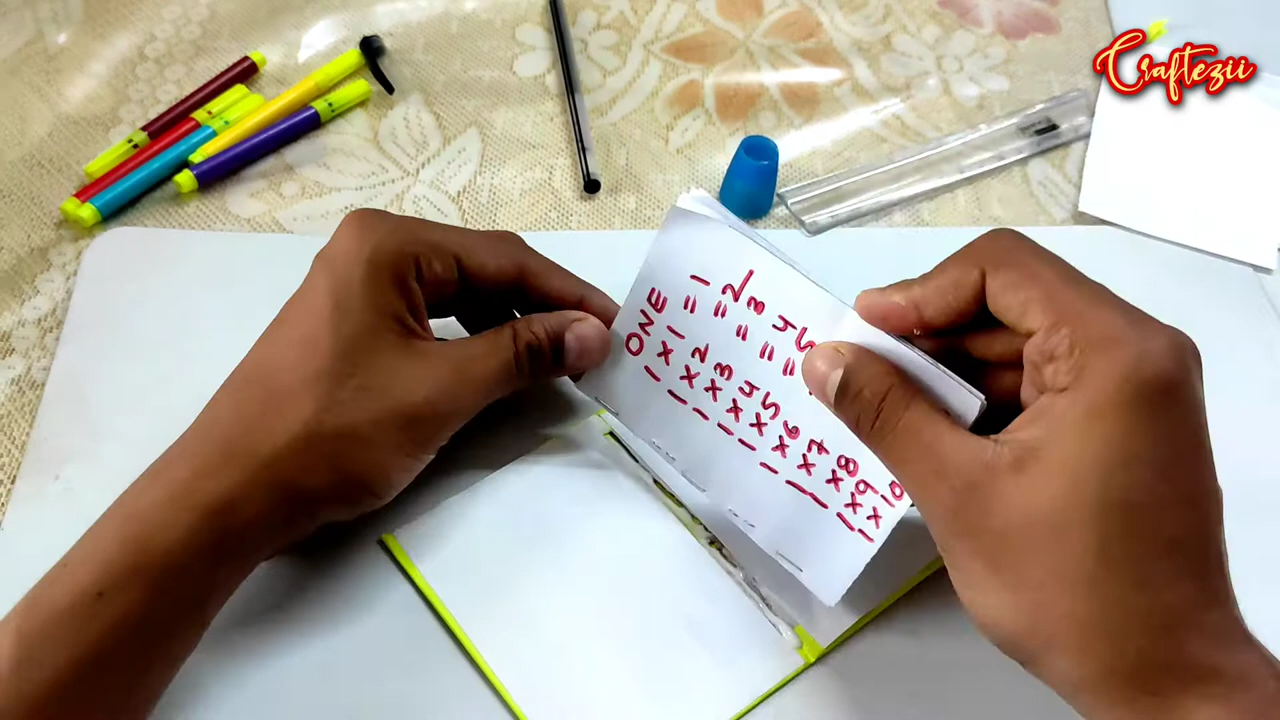 Craftezii
ONE
1 x 1 = 1
1 x 2 = 2
1 x 3 = 3
1 x 4 = 4
1 x 5 = 5
1 x 6
1 x 7
1 x 8
1 x 9
1 x 10